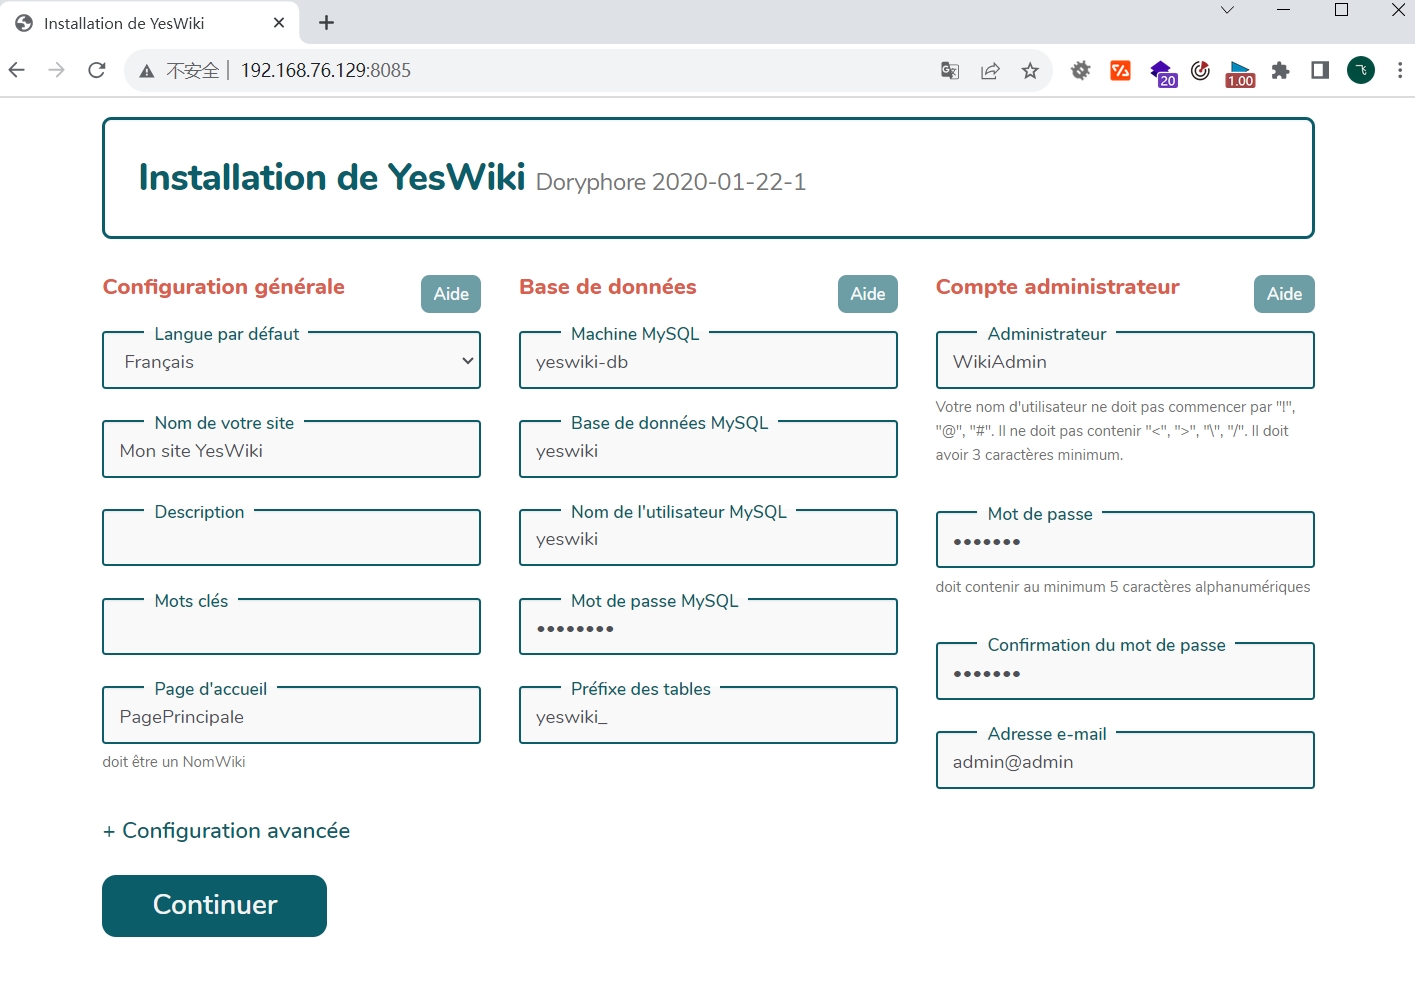 Installation de YesWiki
不安全
192.168.76.129:8085
20
1.00
Installation de YesWiki Doryphore 2020-01-22-1
Configuration générale
Aide
Langue par défaut
Français
Nom de votre site
Mon site YesWiki
Description
Mots clés
Page d'accueil
PagePrincipale
doit être un NomWiki
Base de données
Aide
Machine MySQL
yeswiki-db
Base de données MySQL
yeswiki
Nom de l'utilisateur MySQL
yeswiki
Mot de passe MySQL
••••••••
Préfixe des tables
yeswiki_
Compte administrateur
Aide
Administrateur
WikiAdmin
Votre nom d'utilisateur ne doit pas commencer par "!",
"@", "#". Il ne doit pas contenir "<", ">", "\", "/". Il doit
avoir 3 caractères minimum.
Mot de passe
•••••••
doit contenir au minimum 5 caractères alphanumériques
Confirmation du mot de passe
•••••••
Adresse e-mail
admin@admin
+ Configuration avancée
Continuer